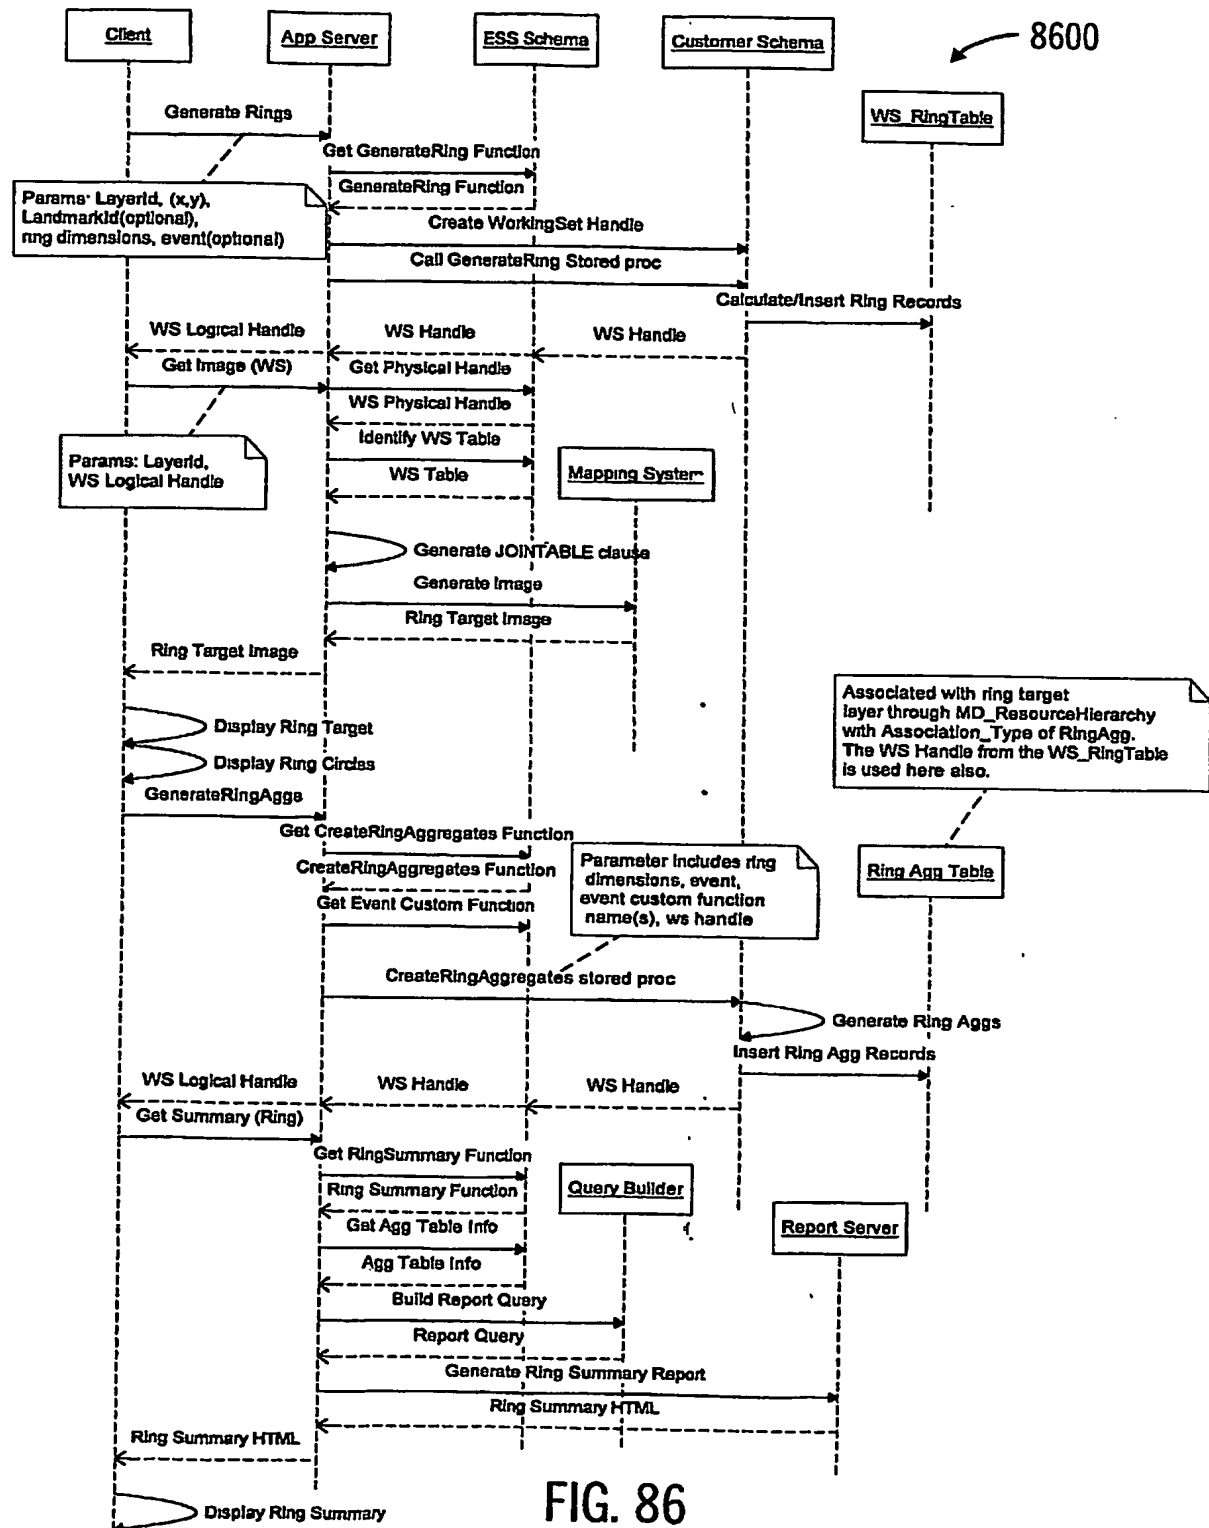 Client
App Server
ESS Schema
Customer Schema
8600
WS_RingTable
Generate Rings
Get GenerateRing Function
GenerateRing Function
Params: LayerId, (x,y),
LandmarkId(optional),
ring dimensions, event(optional)
Create WorkingSet Handle
Call GenerateRing Stored proc
Calculate/Insert Ring Records
WS Logical Handle
WS Handle
WS Handle
Get Image (WS)
Get Physical Handle
WS Physical Handle
Identify WS Table
Params: LayerId,
WS Logical Handle
WS Table
Mapping System
Generate JOINTABLE clause
Generate Image
Ring Target Image
Ring Target Image
Associated with ring target
layer through MD_ResourceHierarchy
with Association_Type of RingAgg.
The WS Handle from the WS_RingTable
is used here also.
Display Ring Target
Display Ring Circles
GenerateRingAggs
Get CreateRingAggregates Function
CreateRingAggregates Function
Parameter includes ring
dimensions, event,
event custom function
name(s), ws handle
Ring Agg Table
Get Event Custom Function
CreateRingAggregates stored proc
Generate Ring Aggs
Insert Ring Agg Records
WS Logical Handle
WS Handle
WS Handle
Get Summary (Ring)
Get RingSummary Function
Ring Summary Function
Query Builder
Get Agg Table Info
Report Server
Agg Table Info
Build Report Query
Report Query
Generate Ring Summary Report
Ring Summary HTML
Ring Summary HTML
Display Ring Summary
FIG. 86